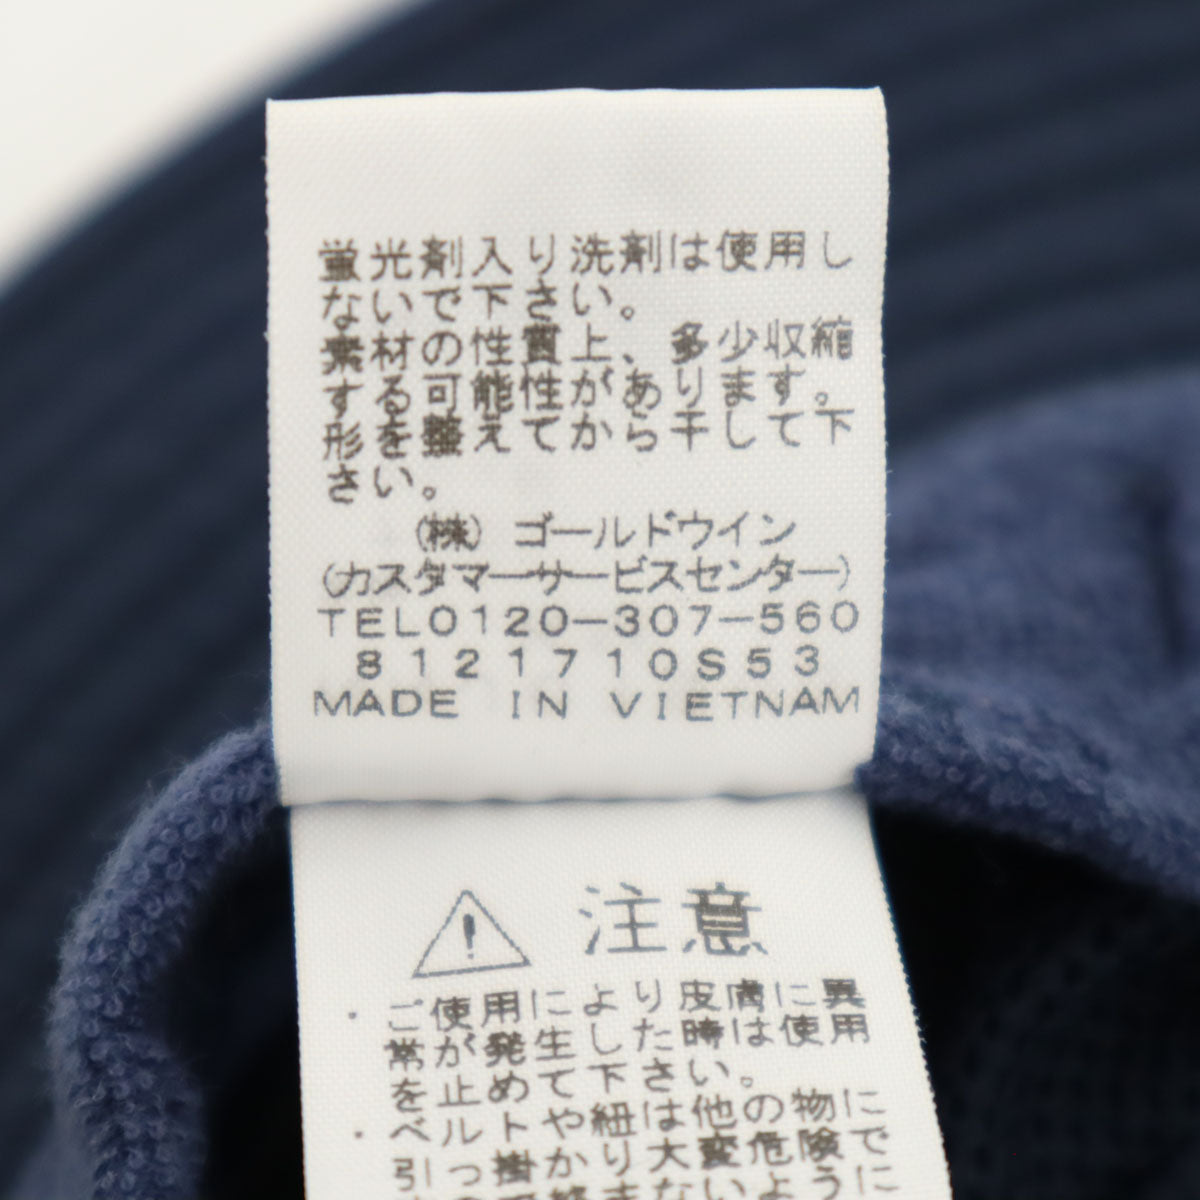 蛍光剤入り洗剤は使用し
ないで下さい。
素材の性質上、多少収縮
する可能性があります。
形を整えてから干して下
さい。
(株) ゴールドウイン
(カスタマーサービスセンター)
TEL0120-307-560
8121710S53
MADE IN VIETNAM
注意
・ご使用により皮膚に異
常が発生した時は使用
を止めて下さい。
・ベルトや紐は他の物に
引っ掛かり大変危険で